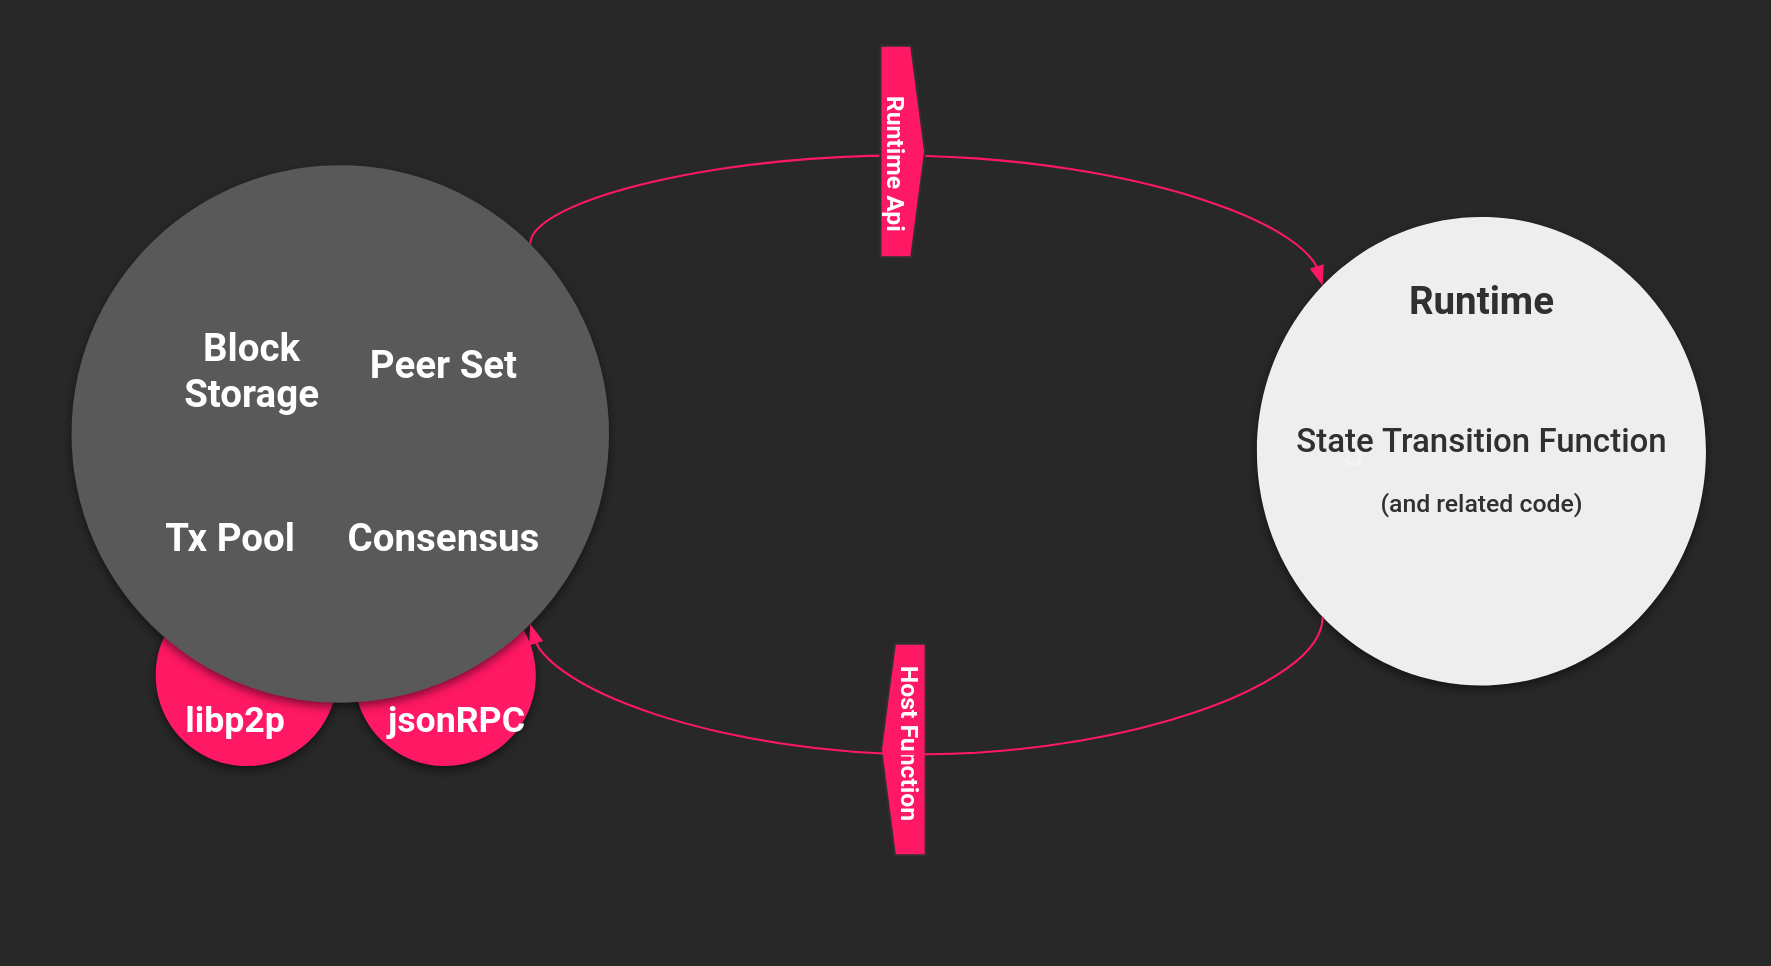 Runtime Api
Runtime
Block
Storage
Peer Set
State Transition Function
(and related code)
Tx Pool
Consensus
libp2p
jsonRPC
Host Function